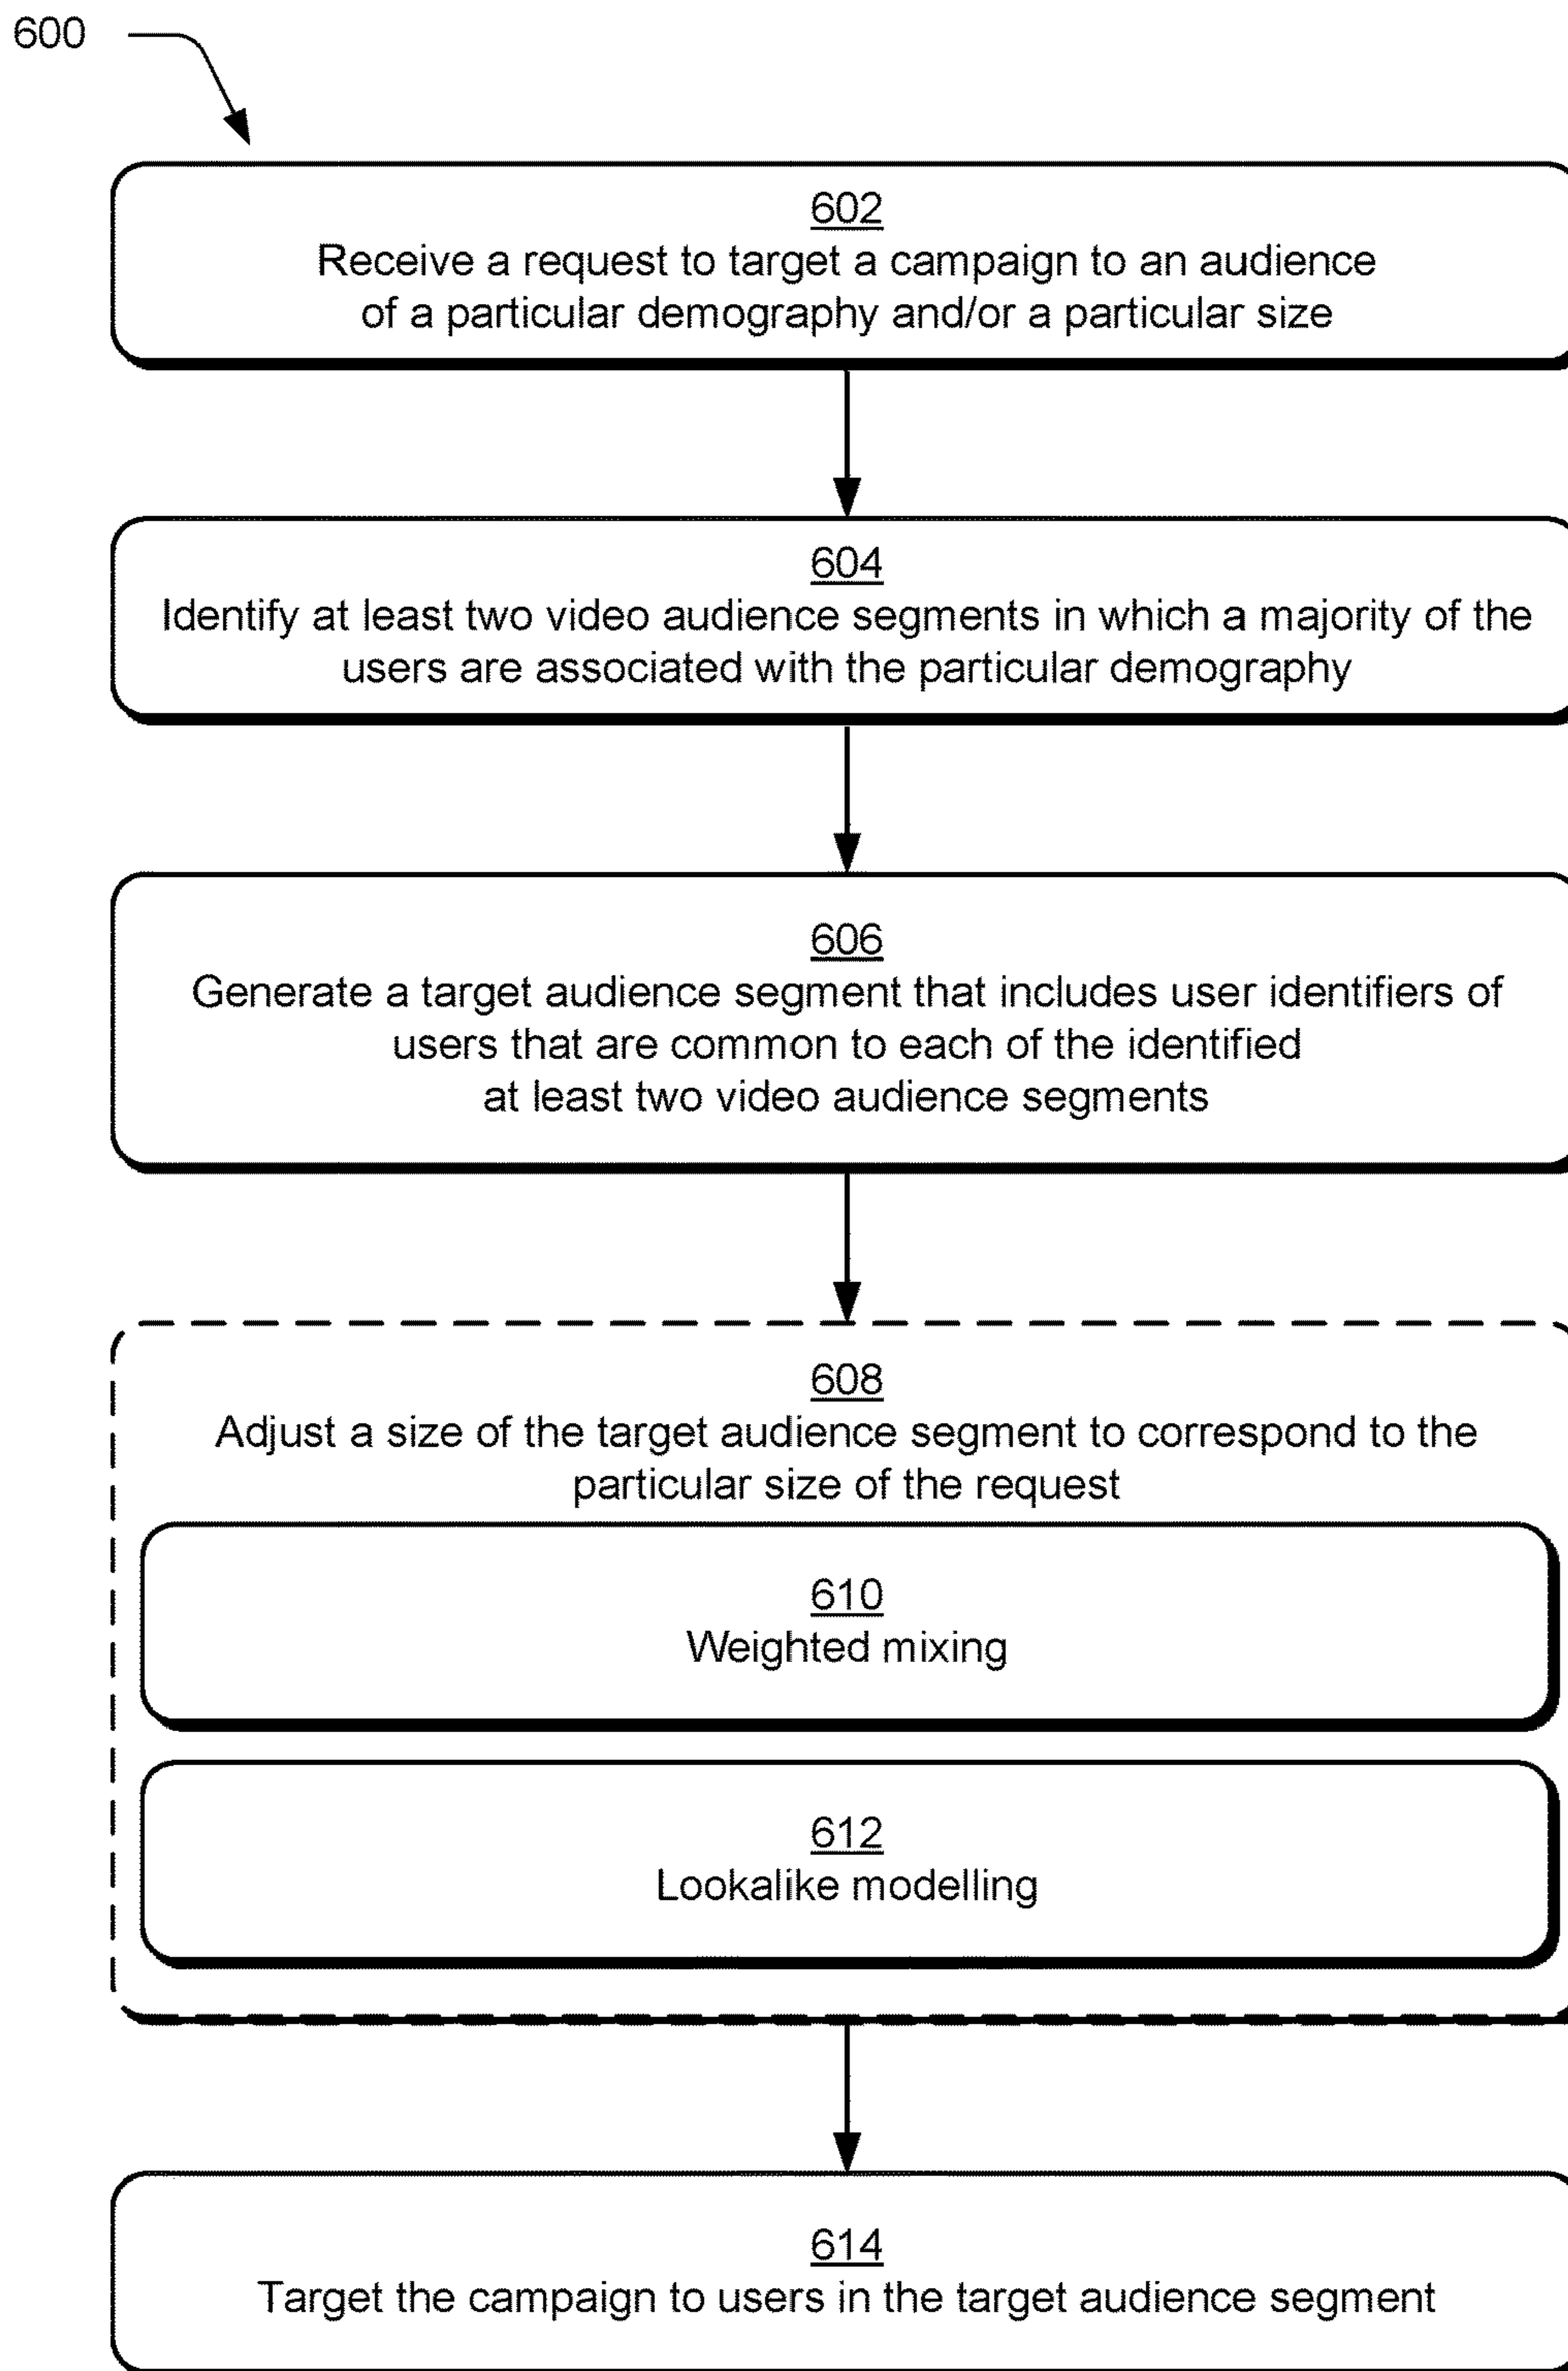 600
602
Receive a request to target a campaign to an audience
of a particular demography and/or a particular size
604
Identify at least two video audience segments in which a majority of the
users are associated with the particular demography
606
Generate a target audience segment that includes user identifiers of
users that are common to each of the identified
at least two video audience segments
608
Adjust a size of the target audience segment to correspond to the
particular size of the request
610
Weighted mixing
612
Lookalike modelling
614
Target the campaign to users in the target audience segment